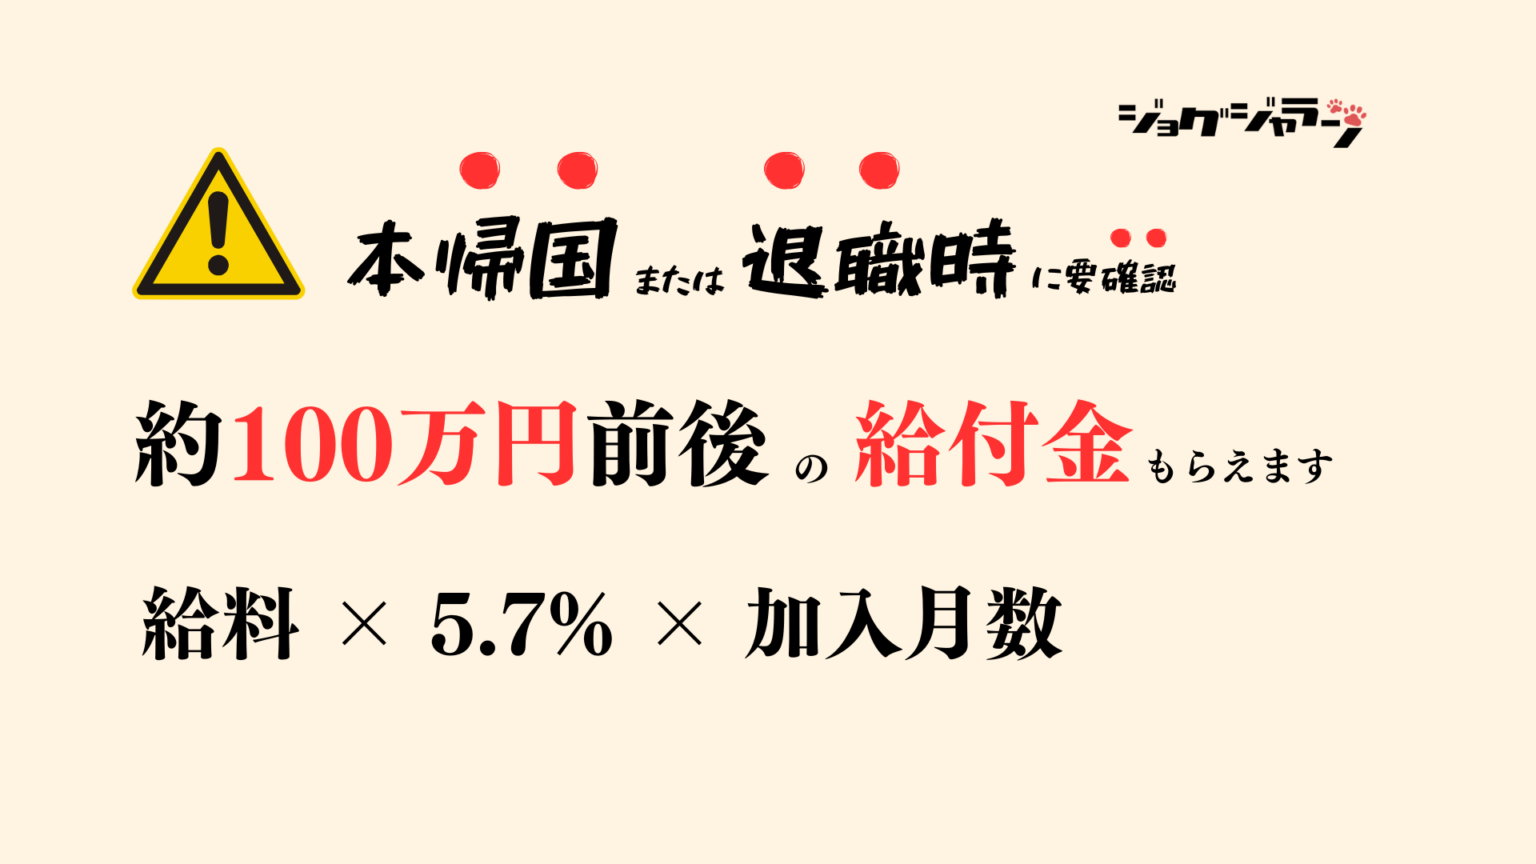 ジョグジャラーン
本帰国 または 退職時 に要確認
約100万円前後 の 給付金 もらえます
給料 × 5.7% × 加入月数